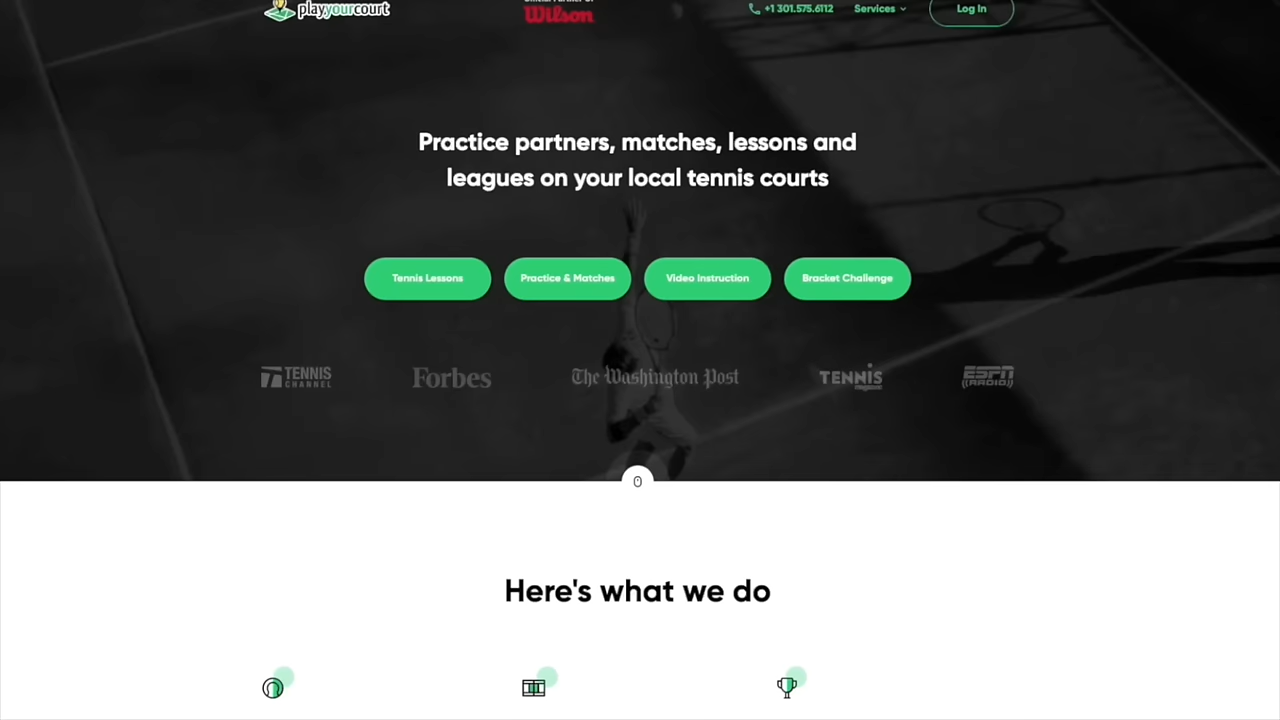 playyourcourt
Wilson
+1 301.575.6112
Services
Log In
Practice partners, matches, lessons and
leagues on your local tennis courts
Tennis Lessons
Practice & Matches
Video Instruction
Bracket Challenge
TENNIS
CHANNEL
Forbes
The Washington Post
TENNIS
magazine
ESPN
RADIO
Here's what we do